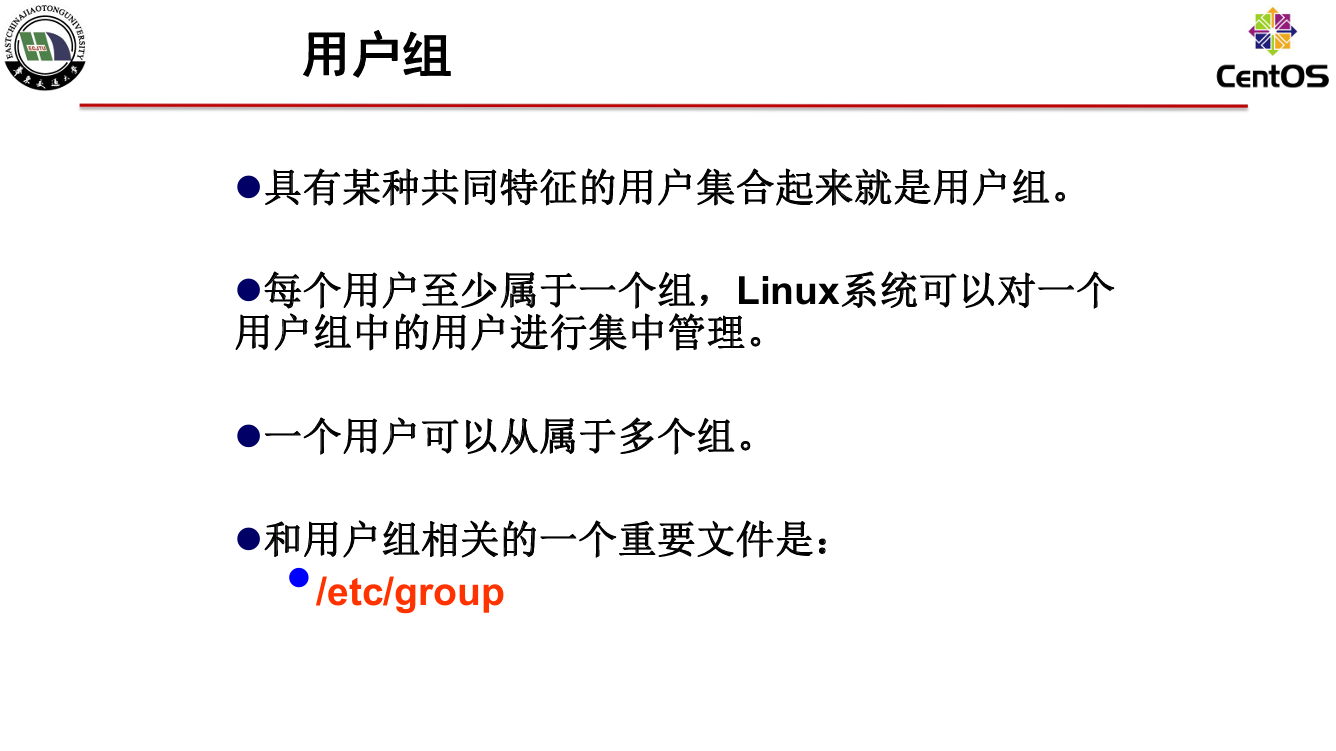 EASTCHINAJIAOTONGUNIVERSITY
ECJTU
华东交通大学
用户组
CentOS
●具有某种共同特征的用户集合起来就是用户组。
●每个用户至少属于一个组，Linux系统可以对一个
用户组中的用户进行集中管理。
●一个用户可以从属于多个组。
●和用户组相关的一个重要文件是：
●/etc/group